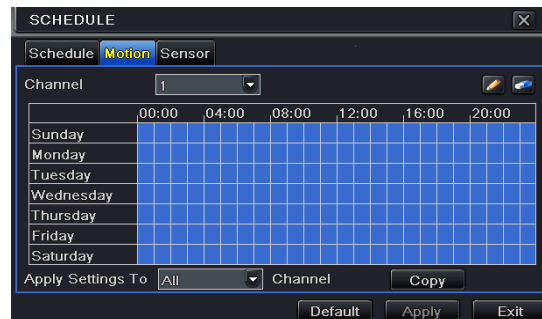 SCHEDULE
Schedule Motion Sensor
Channel 1
00:00 04:00 08:00 12:00 16:00 20:00
Sunday
Monday
Tuesday
Wednesday
Thursday
Friday
Saturday
Apply Settings To All Channel Copy
Default Apply Exit